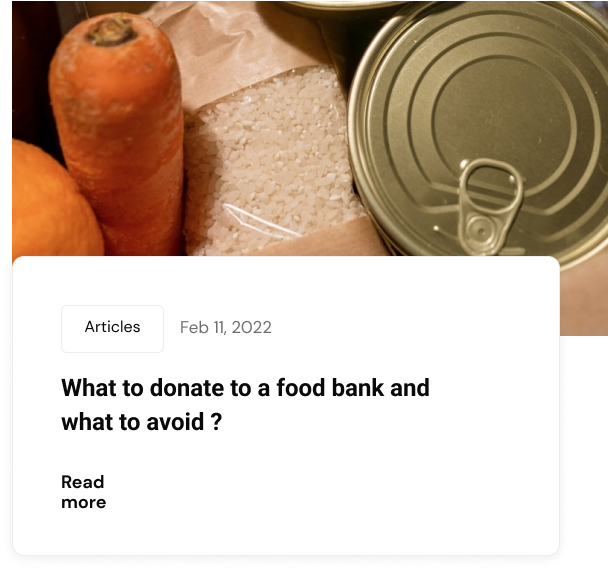 Articles
Feb 11, 2022
What to donate to a food bank and
what to avoid ?
Read
more